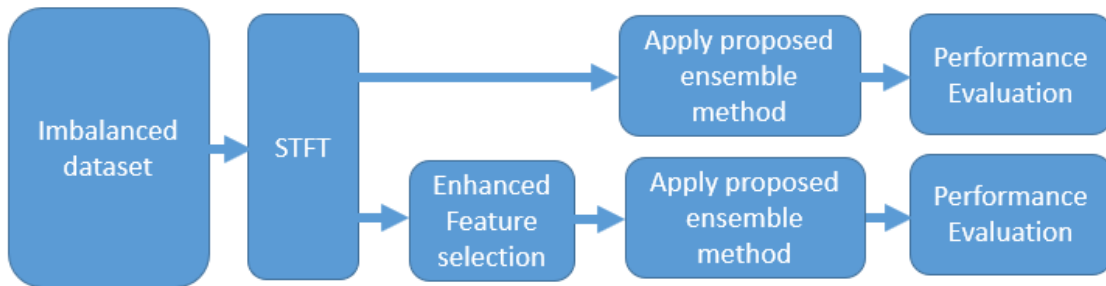 Imbalanced
dataset
STFT
Apply proposed
ensemble
method
Performance
Evaluation
Enhanced
Feature
selection
Apply proposed
ensemble
method
Performance
Evaluation